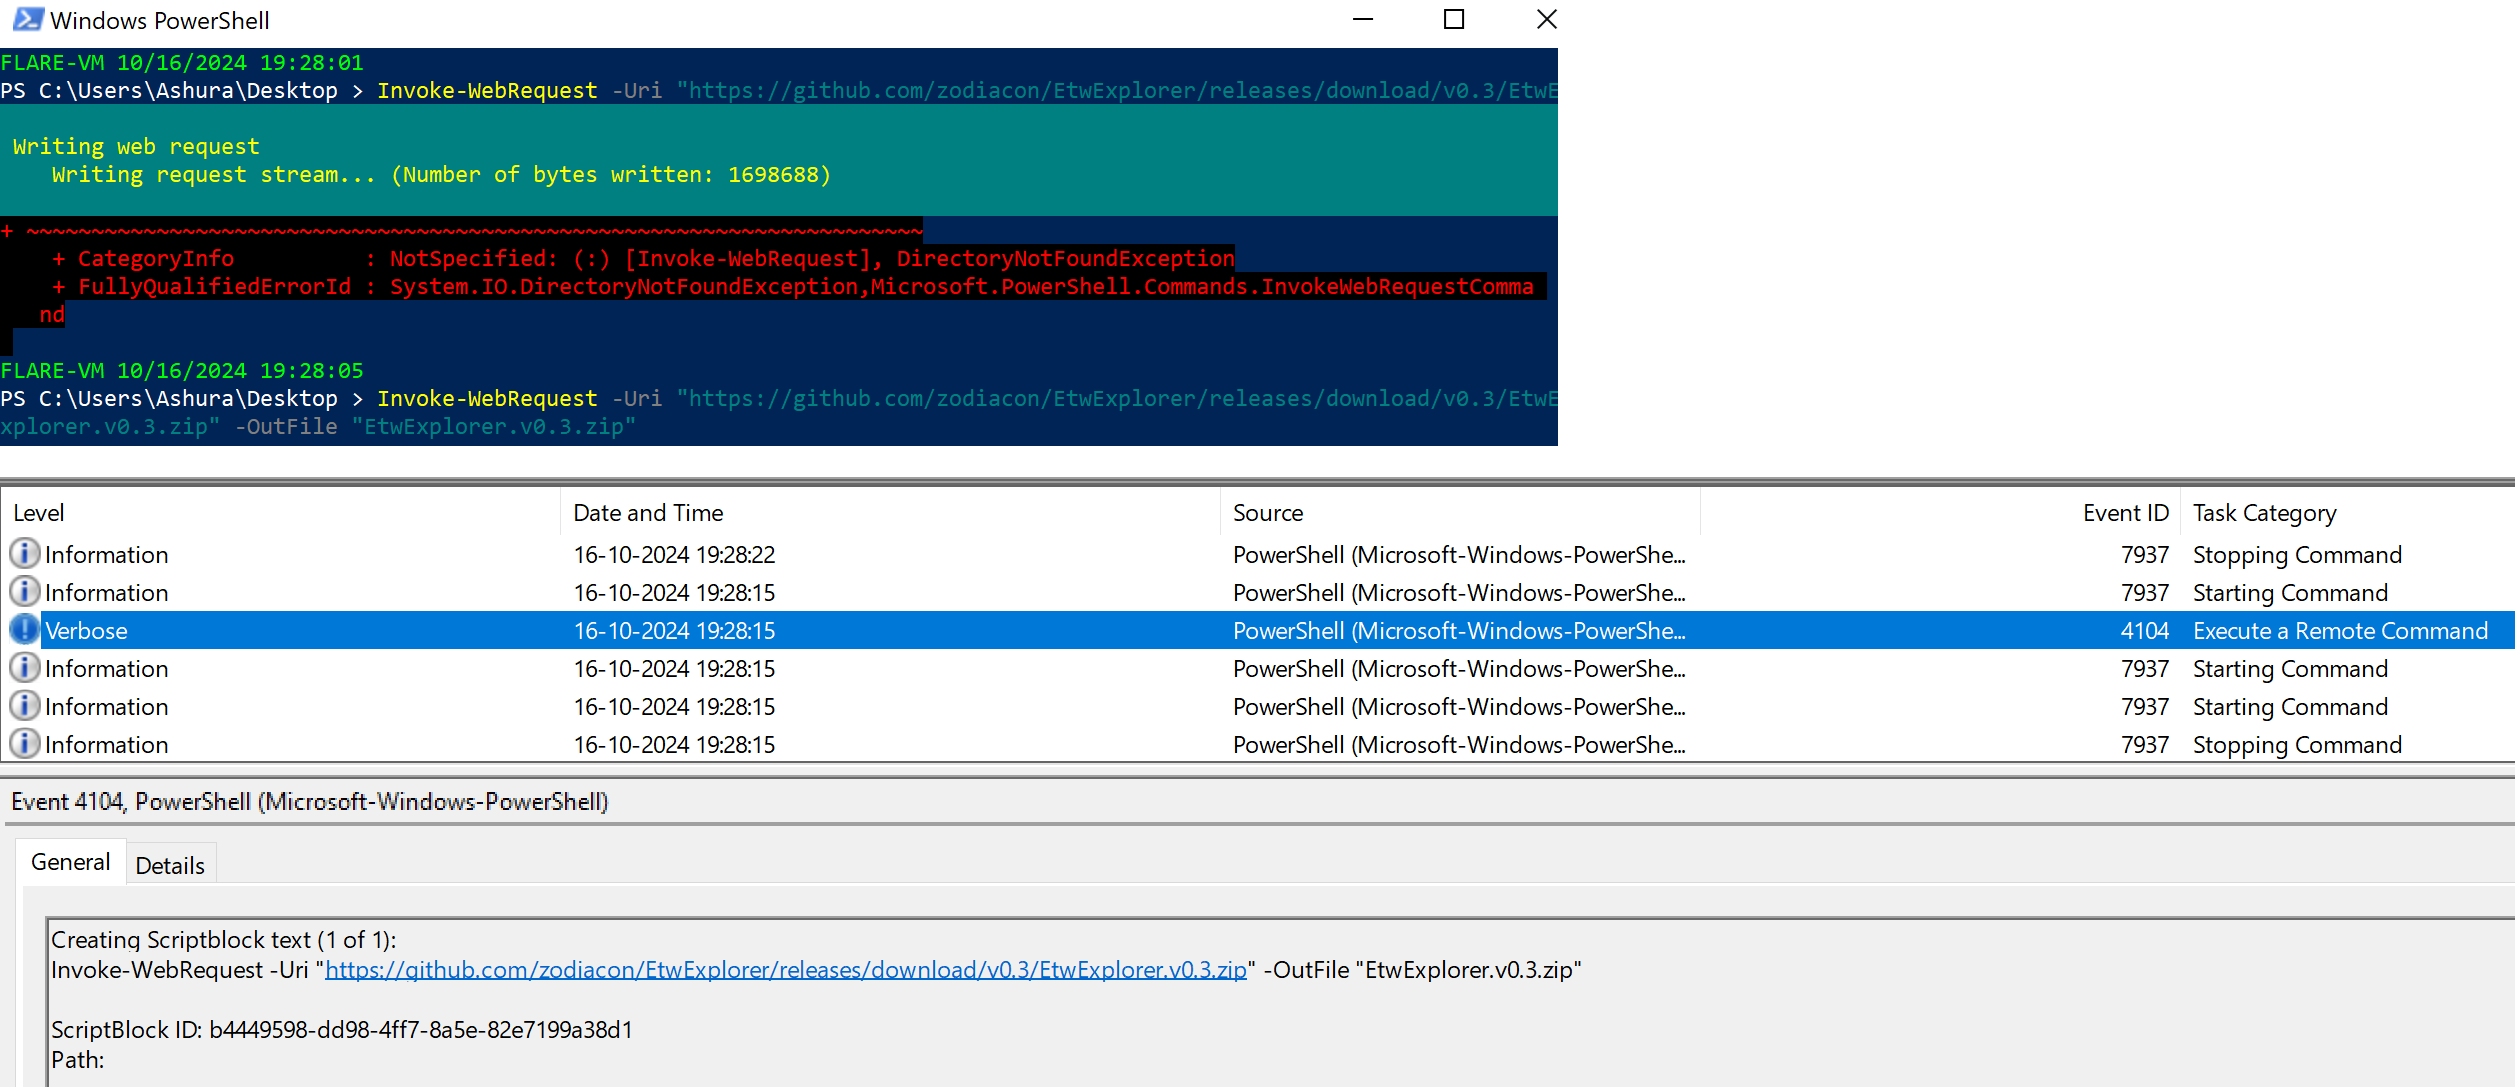 Windows PowerShell
FLARE-VM 10/16/2024 19:28:01
PS C:\Users\Ashura\Desktop > Invoke-WebRequest -Uri "https://github.com/zodiacon/EtwExplorer/releases/download/v0.3/EtwE
Writing web request
Writing request stream... (Number of bytes written: 1698688)
+ ~~~~~~~~~~~~~~~~~~~~~~~~~~~~~~~~~~~~~~~~~~~~~~~~~~~~~~~~~~~~~~~~~~~~~
+ CategoryInfo : NotSpecified: (:) [Invoke-WebRequest], DirectoryNotFoundException
+ FullyQualifiedErrorId : System.IO.DirectoryNotFoundException,Microsoft.PowerShell.Commands.InvokeWebRequestComma
nd
FLARE-VM 10/16/2024 19:28:05
PS C:\Users\Ashura\Desktop > Invoke-WebRequest -Uri "https://github.com/zodiacon/EtwExplorer/releases/download/v0.3/EtwE
xplorer.v0.3.zip" -OutFile "EtwExplorer.v0.3.zip"
Level Date and Time Source Event ID Task Category
Information 16-10-2024 19:28:22 PowerShell (Microsoft-Windows-PowerShe... 7937 Stopping Command
Information 16-10-2024 19:28:15 PowerShell (Microsoft-Windows-PowerShe... 7937 Starting Command
Verbose 16-10-2024 19:28:15 PowerShell (Microsoft-Windows-PowerShe... 4104 Execute a Remote Command
Information 16-10-2024 19:28:15 PowerShell (Microsoft-Windows-PowerShe... 7937 Starting Command
Information 16-10-2024 19:28:15 PowerShell (Microsoft-Windows-PowerShe... 7937 Starting Command
Information 16-10-2024 19:28:15 PowerShell (Microsoft-Windows-PowerShe... 7937 Stopping Command
Event 4104, PowerShell (Microsoft-Windows-PowerShell)
General Details
Creating Scriptblock text (1 of 1):
Invoke-WebRequest -Uri "https://github.com/zodiacon/EtwExplorer/releases/download/v0.3/EtwExplorer.v0.3.zip" -OutFile "EtwExplorer.v0.3.zip"
ScriptBlock ID: b4449598-dd98-4ff7-8a5e-82e7199a38d1
Path: